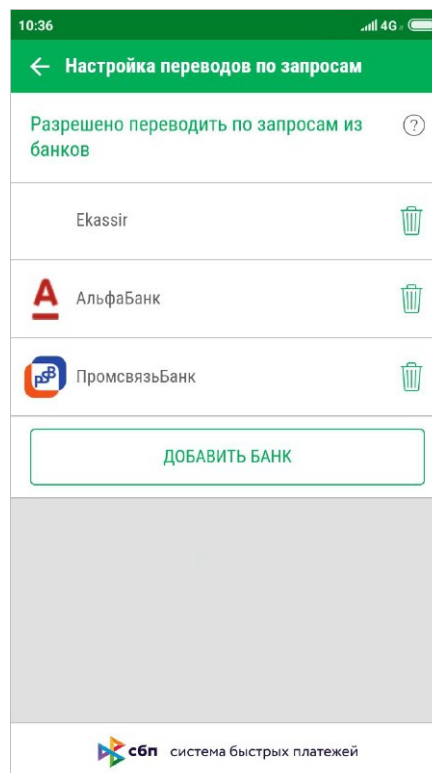 10:36
4G
Настройка переводов по запросам
Разрешено переводить по запросам из
банков
?
Ekassir
А
АльфаБанк
PSB
ПромсвязьБанк
ДОБАВИТЬ БАНК
сбп система быстрых платежей